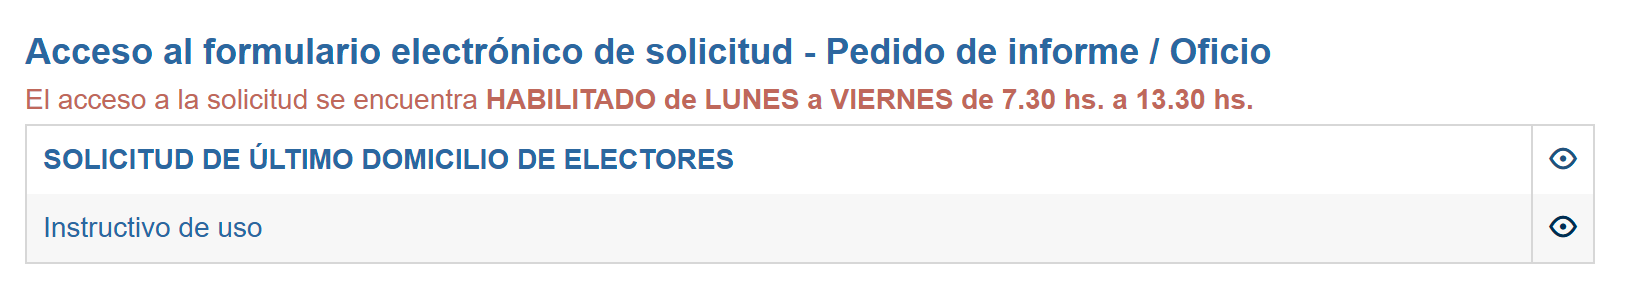 Acceso al formulario electrónico de solicitud - Pedido de informe / Oficio
El acceso a la solicitud se encuentra HABILITADO de LUNES a VIERNES de 7.30 hs. a 13.30 hs.
SOLICITUD DE ÚLTIMO DOMICILIO DE ELECTORES
Instructivo de uso